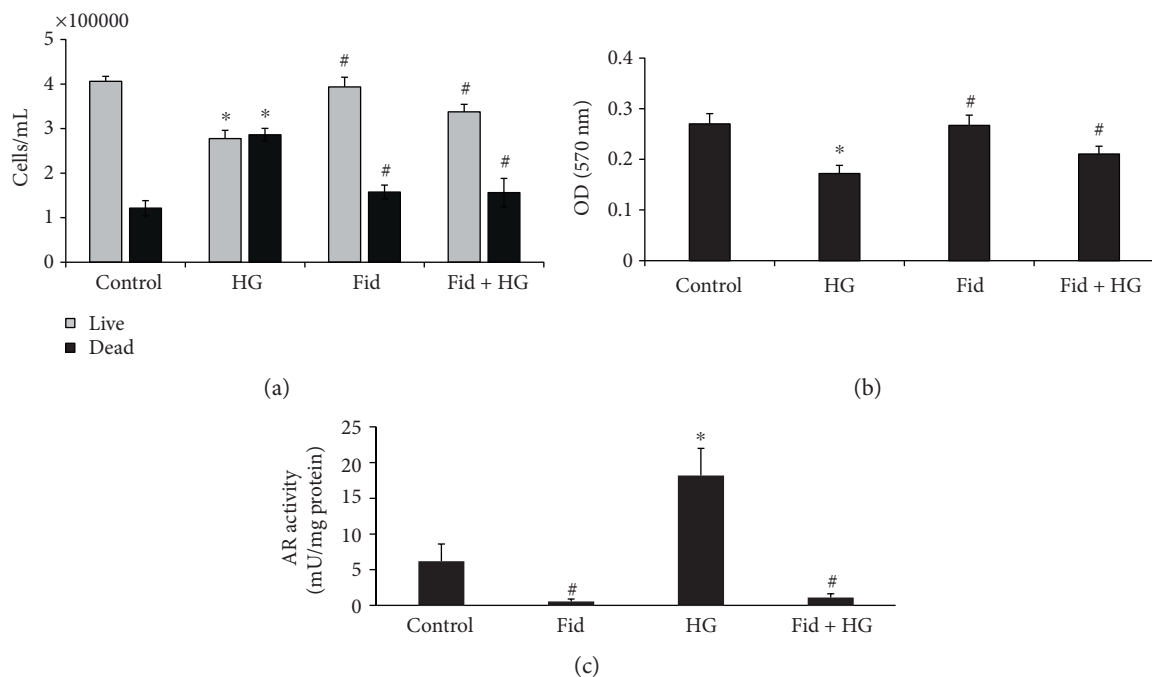 ×100000
5
4
3
2
1
0
Cells/mL
* *
# #
# #
Control HG Fid Fid + HG
Live
Dead
(a)
0.4
0.3
0.2
0.1
0
OD (570 nm)
*
#
#
Control HG Fid Fid + HG
(b)
25
20
15
10
5
0
AR activity
(mU/mg protein)
#
*
#
Control Fid HG Fid + HG
(c)